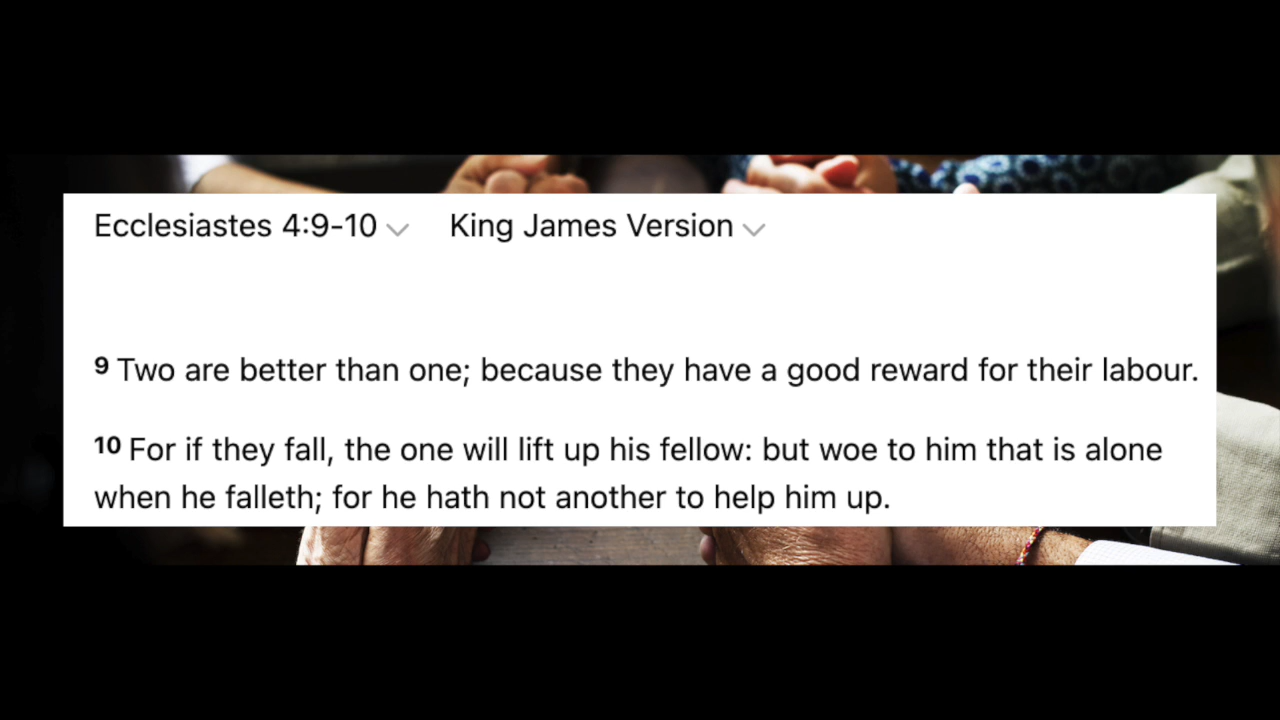 Ecclesiastes 4:9-10 King James Version
9 Two are better than one; because they have a good reward for their labour.
10 For if they fall, the one will lift up his fellow: but woe to him that is alone
when he falleth; for he hath not another to help him up.